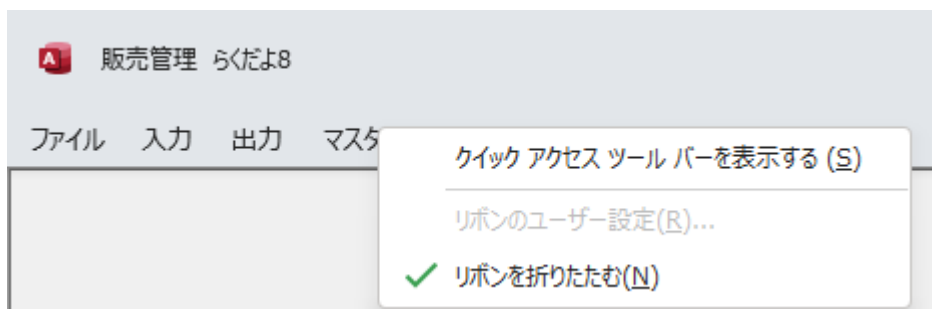 販売管理 らくだよ8
ファイル 入力 出力 マスタ
クイック アクセス ツール バーを表示する (S)
リボンのユーザー設定(R)...
リボンを折りたたむ(N)